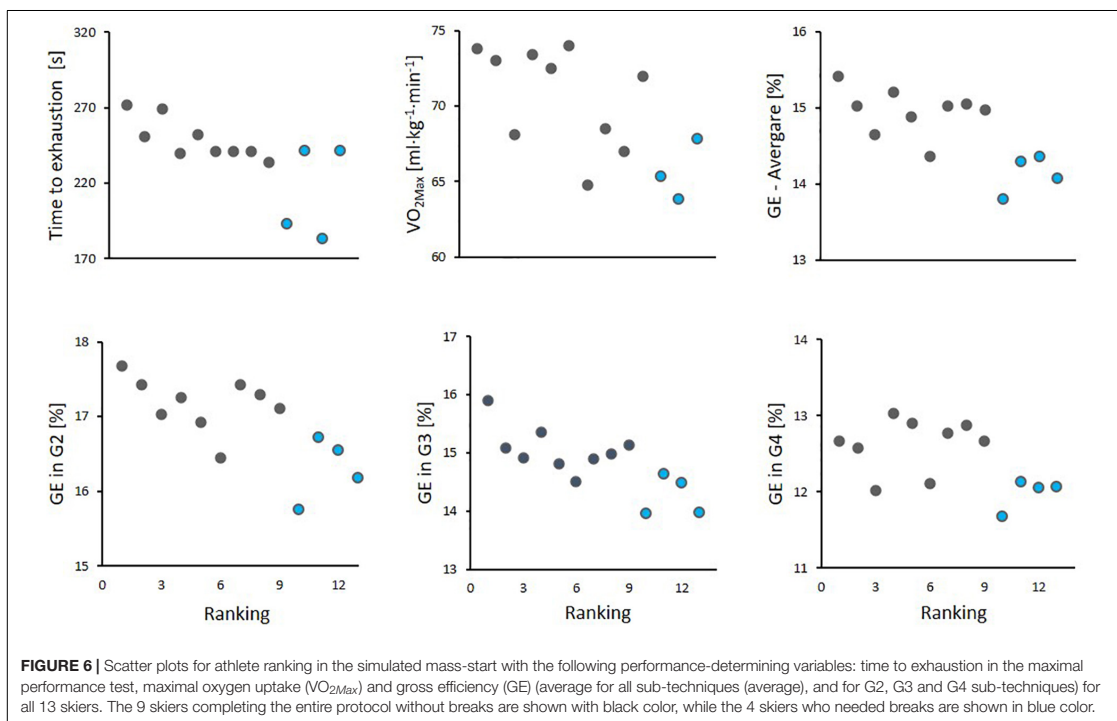 320
270
220
170
Time to exhaustion [s]
75
70
65
60
VO2Max [ml·kg-1·min-1)
16
15
14
13
GE - Avergare [%]
18
17
16
15
GE in G2 [%]
0 3 6 9 12
Ranking
17
16
15
14
13
GE in G3 [%]
0 3 6 9 12
Ranking
14
13
12
11
GE in G4 [%]
0 3 6 9 12
Ranking
FIGURE 6 | Scatter plots for athlete ranking in the simulated mass-start with the following performance-determining variables: time to exhaustion in the maximal
performance test, maximal oxygen uptake (VO2Max) and gross efficiency (GE) (average for all sub-techniques (average), and for G2, G3 and G4 sub-techniques) for
all 13 skiers. The 9 skiers completing the entire protocol without breaks are shown with black color, while the 4 skiers who needed breaks are shown in blue color.